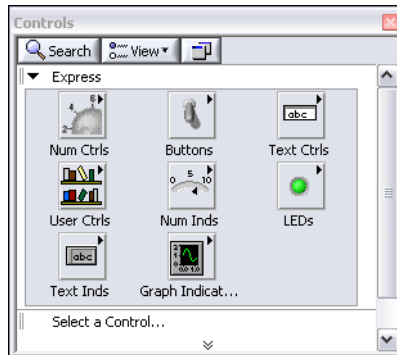 Controls
Search View
Express
Num Ctrls Buttons Text Ctrls
User Ctrls Num Inds LEDs
Text Inds Graph Indicat...
Select a Control...